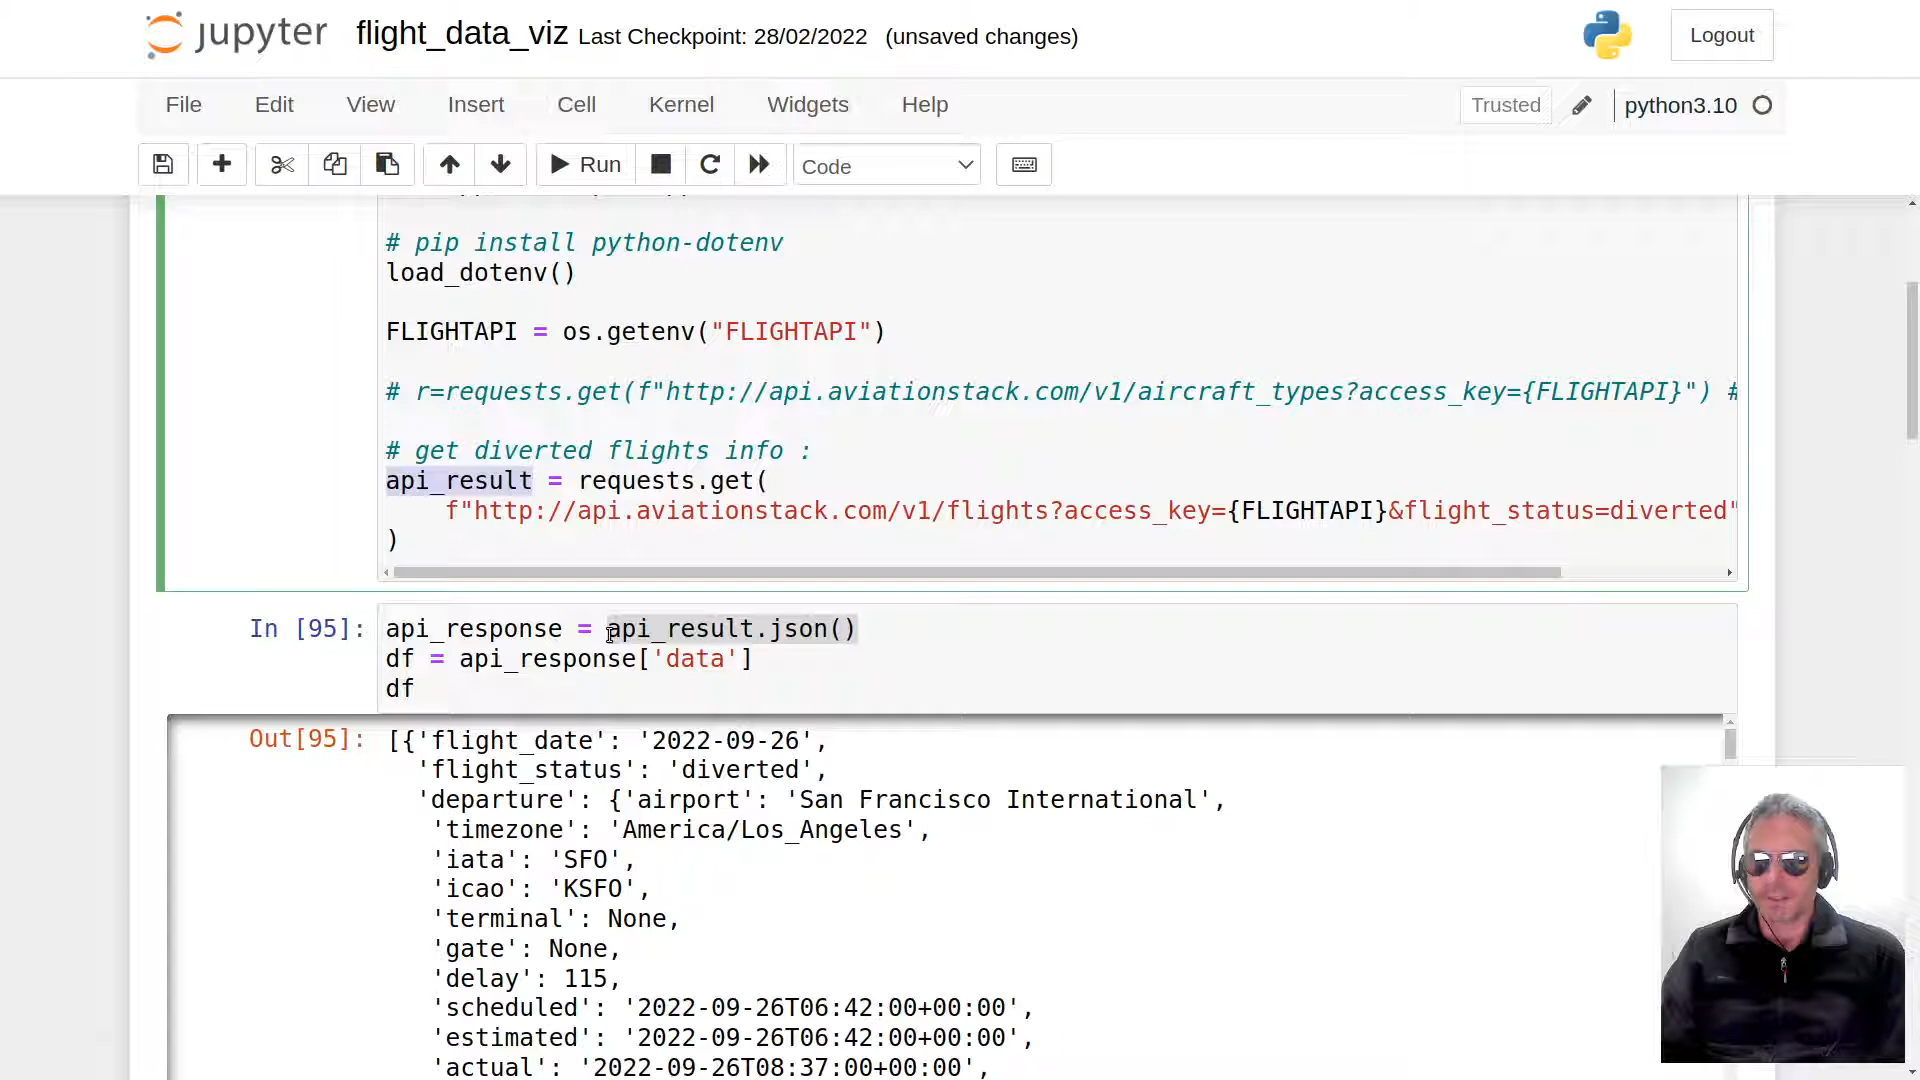 jupyter flight_data_viz Last Checkpoint: 28/02/2022 (unsaved changes) Logout
File Edit View Insert Cell Kernel Widgets Help Trusted python3.10
Run Code
# pip install python-dotenv
load_dotenv()
FLIGHTAPI = os.getenv("FLIGHTAPI")
# r=requests.get(f"http://api.aviationstack.com/v1/aircraft_types?access_key={FLIGHTAPI}") #
# get diverted flights info :
api_result = requests.get(
f"http://api.aviationstack.com/v1/flights?access_key={FLIGHTAPI}&flight_status=diverted"
)
In [95]: api_response = api_result.json()
df = api_response['data']
df
Out[95]: [{'flight_date': '2022-09-26',
'flight_status': 'diverted',
'departure': {'airport': 'San Francisco International',
'timezone': 'America/Los_Angeles',
'iata': 'SFO',
'icao': 'KSFO',
'terminal': None,
'gate': None,
'delay': 115,
'scheduled': '2022-09-26T06:42:00+00:00',
'estimated': '2022-09-26T06:42:00+00:00',
'actual': '2022-09-26T08:37:00+00:00',